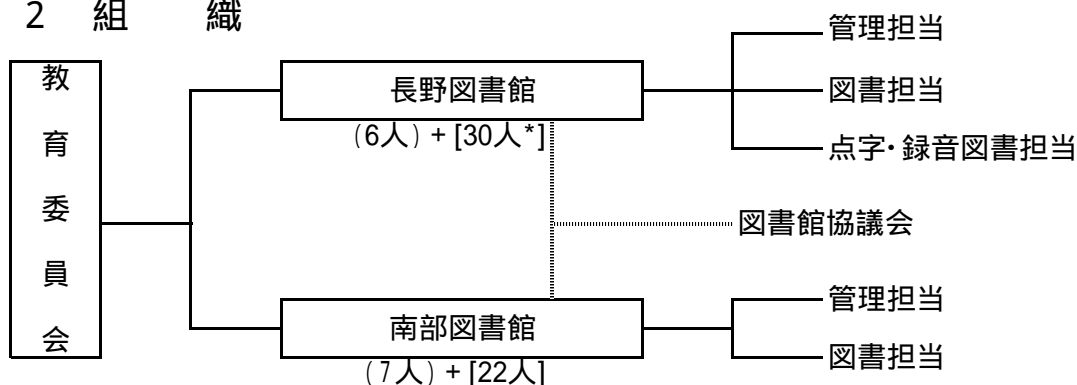 2 組 織
教育委員会
長野図書館
(6人) + [30人*]
管理担当
図書担当
点字・録音図書担当
図書館協議会
南部図書館
(7人) + [22人]
管理担当
図書担当